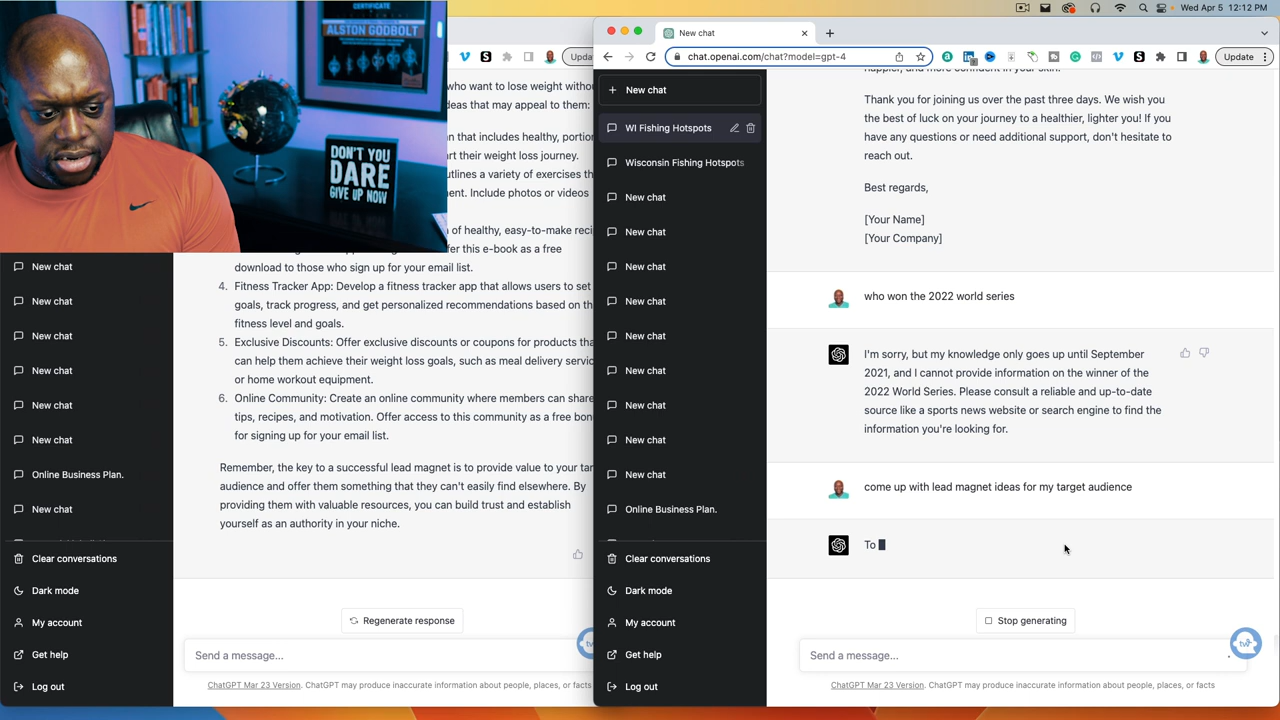 Wed Apr 5 12:12 PM
DON'T
CERTIFICATE
ALSTON GODBOLT
DON'T YOU
DARE
GIVE UP NOW
New chat
chat.openai.com/chat?model=gpt-4
Update
New chat
WI Fishing Hotspots
Wisconsin Fishing Hotspots
New chat
New chat
New chat
New chat
New chat
New chat
New chat
New chat
New chat
Online Business Plan.
Clear conversations
Dark mode
My account
Get help
Log out
who want to lose weight withou
deas that may appeal to them:
n that includes healthy, portio
rt their weight loss journey.
utlines a variety of exercises th
ent. Include photos or videos
n of healthy, easy-to-make reci
fer this e-book as a free
download to those who sign up for your email list.
4. Fitness Tracker App: Develop a fitness tracker app that allows users to set
goals, track progress, and get personalized recommendations based on th
fitness level and goals.
5. Exclusive Discounts: Offer exclusive discounts or coupons for products tha
can help them achieve their weight loss goals, such as meal delivery servic
or home workout equipment.
6. Online Community: Create an online community where members can share
tips, recipes, and motivation. Offer access to this community as a free bon
for signing up for your email list.
Remember, the key to a successful lead magnet is to provide value to your tar
audience and offer them something that they can't easily find elsewhere. By
providing them with valuable resources, you can build trust and establish
yourself as an authority in your niche.
Regenerate response
Send a message...
ChatGPT Mar 23 Version. ChatGPT may produce inaccurate information about people, places, or facts
New chat
New chat
New chat
New chat
New chat
New chat
Online Business Plan.
New chat
Clear conversations
Dark mode
My account
Get help
Log out
happier, and more confident in your skin.
Thank you for joining us over the past three days. We wish you
the best of luck on your journey to a healthier, lighter you! If you
have any questions or need additional support, don't hesitate to
reach out.
Best regards,
[Your Name]
[Your Company]
who won the 2022 world series
I'm sorry, but my knowledge only goes up until September
2021, and I cannot provide information on the winner of the
2022 World Series. Please consult a reliable and up-to-date
source like a sports news website or search engine to find the
information you're looking for.
come up with lead magnet ideas for my target audience
To
Stop generating
Send a message...
ChatGPT Mar 23 Version. ChatGPT may produce inaccurate information about people, places, or facts